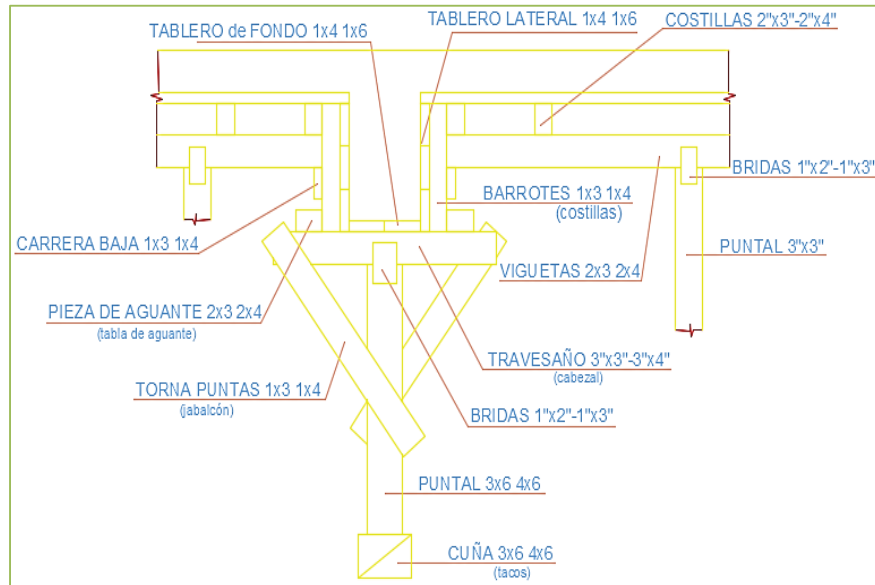 TABLERO LATERAL 1x4 1x6
COSTILLAS 2"x3"-2"x4"
TABLERO de FONDO 1x4 1x6
BRIDAS 1"x2"-1"x3"
BARROTES 1x3 1x4
(costillas)
CARRERA BAJA 1x3 1x4
PUNTAL 3"x3"
VIGUETAS 2x3 2x4
PIEZA DE AGUANTE 2x3 2x4
(tabla de aguante)
TRAVESAÑO 3"x3"-3"x4"
(cabezal)
TORNA PUNTAS 1x3 1x4
(jabalcón)
BRIDAS 1"x2"-1"x3"
PUNTAL 3x6 4x6
CUÑA 3x6 4x6
(tacos)